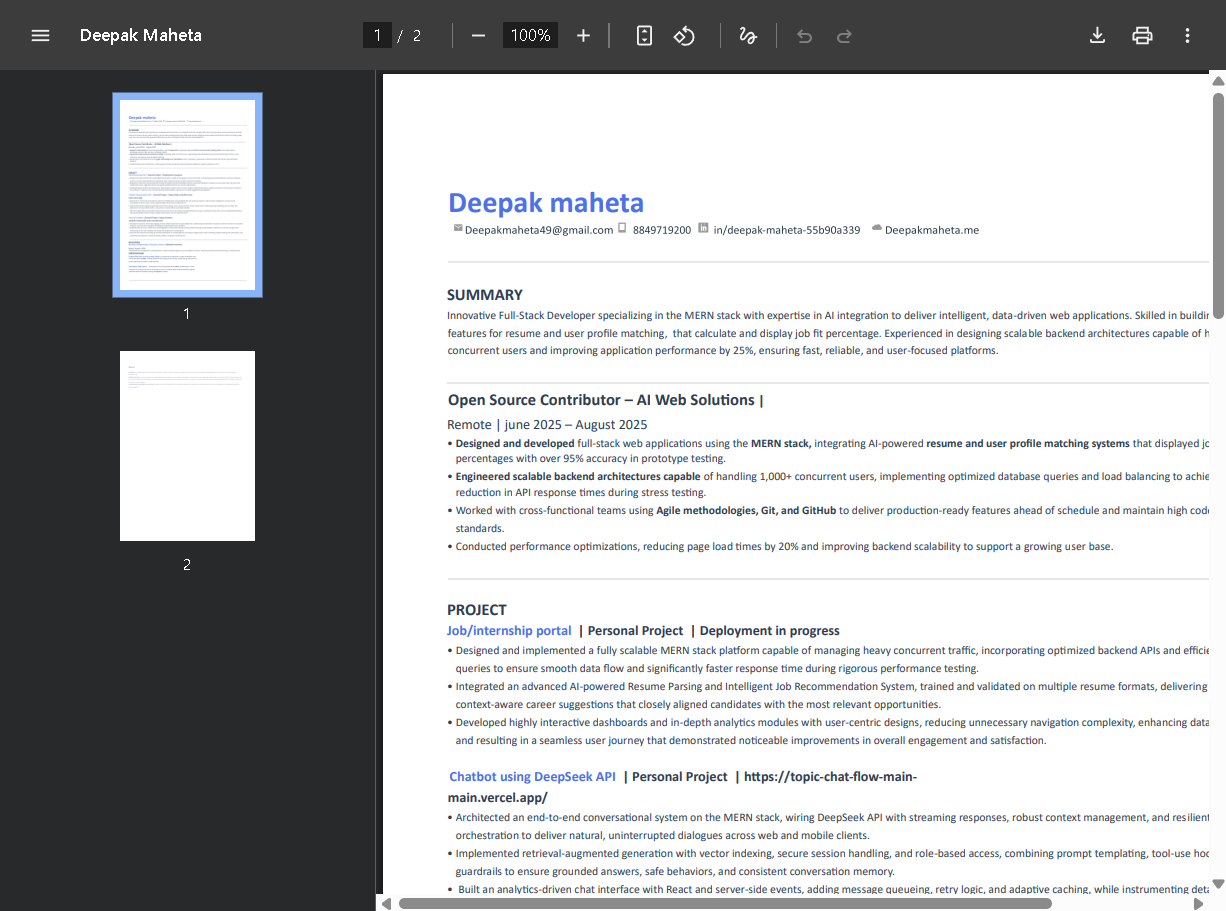 Deepak Maheta
1 / 2
100%
1
2
Deepak maheta
Deepakmaheta49@gmail.com 8849719200 in/deepak-maheta-55b90a339 Deepakmaheta.me
SUMMARY
Innovative Full-Stack Developer specializing in the MERN stack with expertise in AI integration to deliver intelligent, data-driven web applications. Skilled in
features for resume and user profile matching, that calculate and display job fit percentage. Experienced in designing scalable backend architectures capable of
concurrent users and improving application performance by 25%, ensuring fast, reliable, and user-focused platforms.
Open Source Contributor – AI Web Solutions |
Remote | june 2025 – August 2025
• Designed and developed full-stack web applications using the MERN stack, integrating AI-powered resume and user profile matching systems that displayed
percentages with over 95% accuracy in prototype testing.
• Engineered scalable backend architectures capable of handling 1,000+ concurrent users, implementing optimized database queries and load balancing to
reduction in API response times during stress testing.
• Worked with cross-functional teams using Agile methodologies, Git, and GitHub to deliver production-ready features ahead of schedule and maintain high code
standards.
• Conducted performance optimizations, reducing page load times by 20% and improving backend scalability to support a growing user base.
PROJECT
Job/internship portal | Personal Project | Deployment in progress
• Designed and implemented a fully scalable MERN stack platform capable of managing heavy concurrent traffic, incorporating optimized backend APIs and
queries to ensure smooth data flow and significantly faster response time during rigorous performance testing.
• Integrated an advanced AI-powered Resume Parsing and Intelligent Job Recommendation System, trained and validated on multiple resume formats, delivering
context-aware career suggestions that closely aligned candidates with the most relevant opportunities.
• Developed highly interactive dashboards and in-depth analytics modules with user-centric designs, reducing unnecessary navigation complexity, enhancing data
and resulting in a seamless user journey that demonstrated noticeable improvements in overall engagement and satisfaction.
Chatbot using DeepSeek API | Personal Project | https://topic-chat-flow-main-
main.vercel.app/
• Architected an end-to-end conversational system on the MERN stack, wiring DeepSeek API with streaming responses, robust context management, and resilient
orchestration to deliver natural, uninterrupted dialogues across web and mobile clients.
• Implemented retrieval-augmented generation with vector indexing, secure session handling, and role-based access, combining prompt templating, tool-use
guardrails to ensure grounded answers, safe behaviors, and consistent conversation memory.
• Built an analytics-driven chat interface with React and server-side events, adding message queueing, retry logic, and adaptive caching, while instrumenting